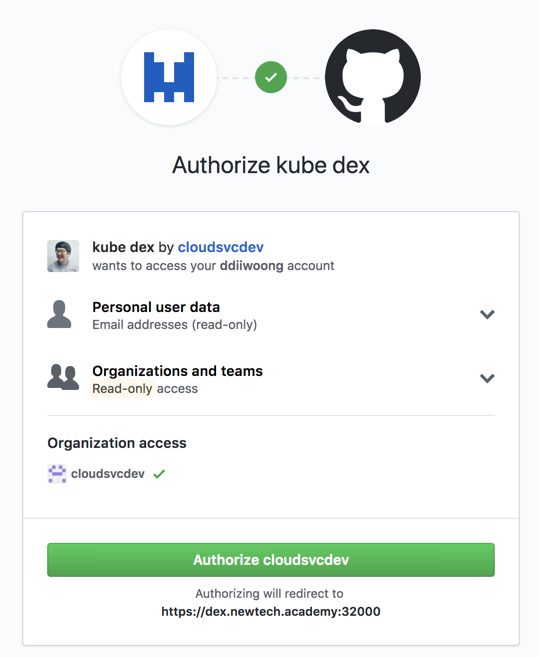 Authorize kube dex
kube dex by cloudsvcdev
wants to access your ddiiwoong account
Personal user data
Email addresses (read-only)
Organizations and teams
Read-only access
Organization access
cloudsvcdev
Authorize cloudsvcdev
Authorizing will redirect to
https://dex.newtech.academy:32000